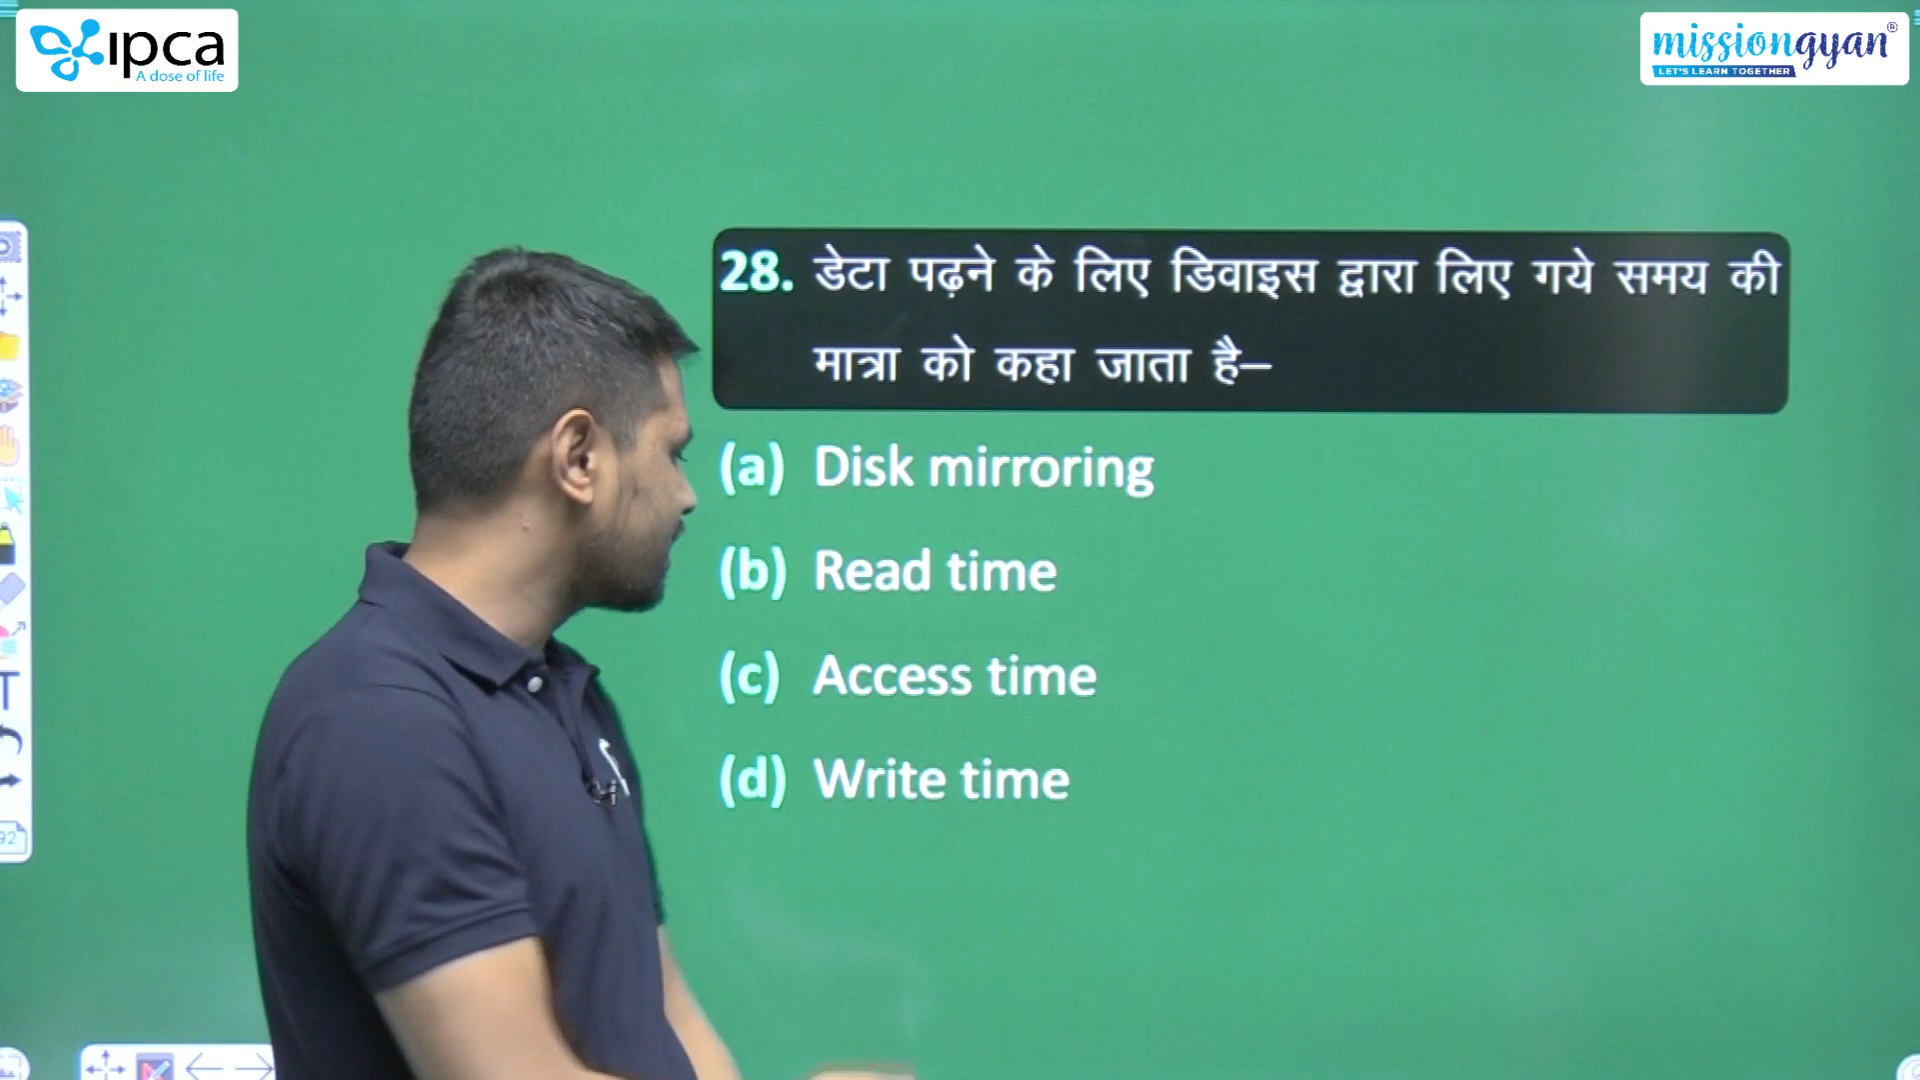 ipca
A dose of life
missiongyan®
LET'S LEARN TOGETHER
28. डेटा पढ़ने के लिए डिवाइस द्वारा लिए गये समय की
मात्रा को कहा जाता है–
(a) Disk mirroring
(b) Read time
(c) Access time
(d) Write time
T
92